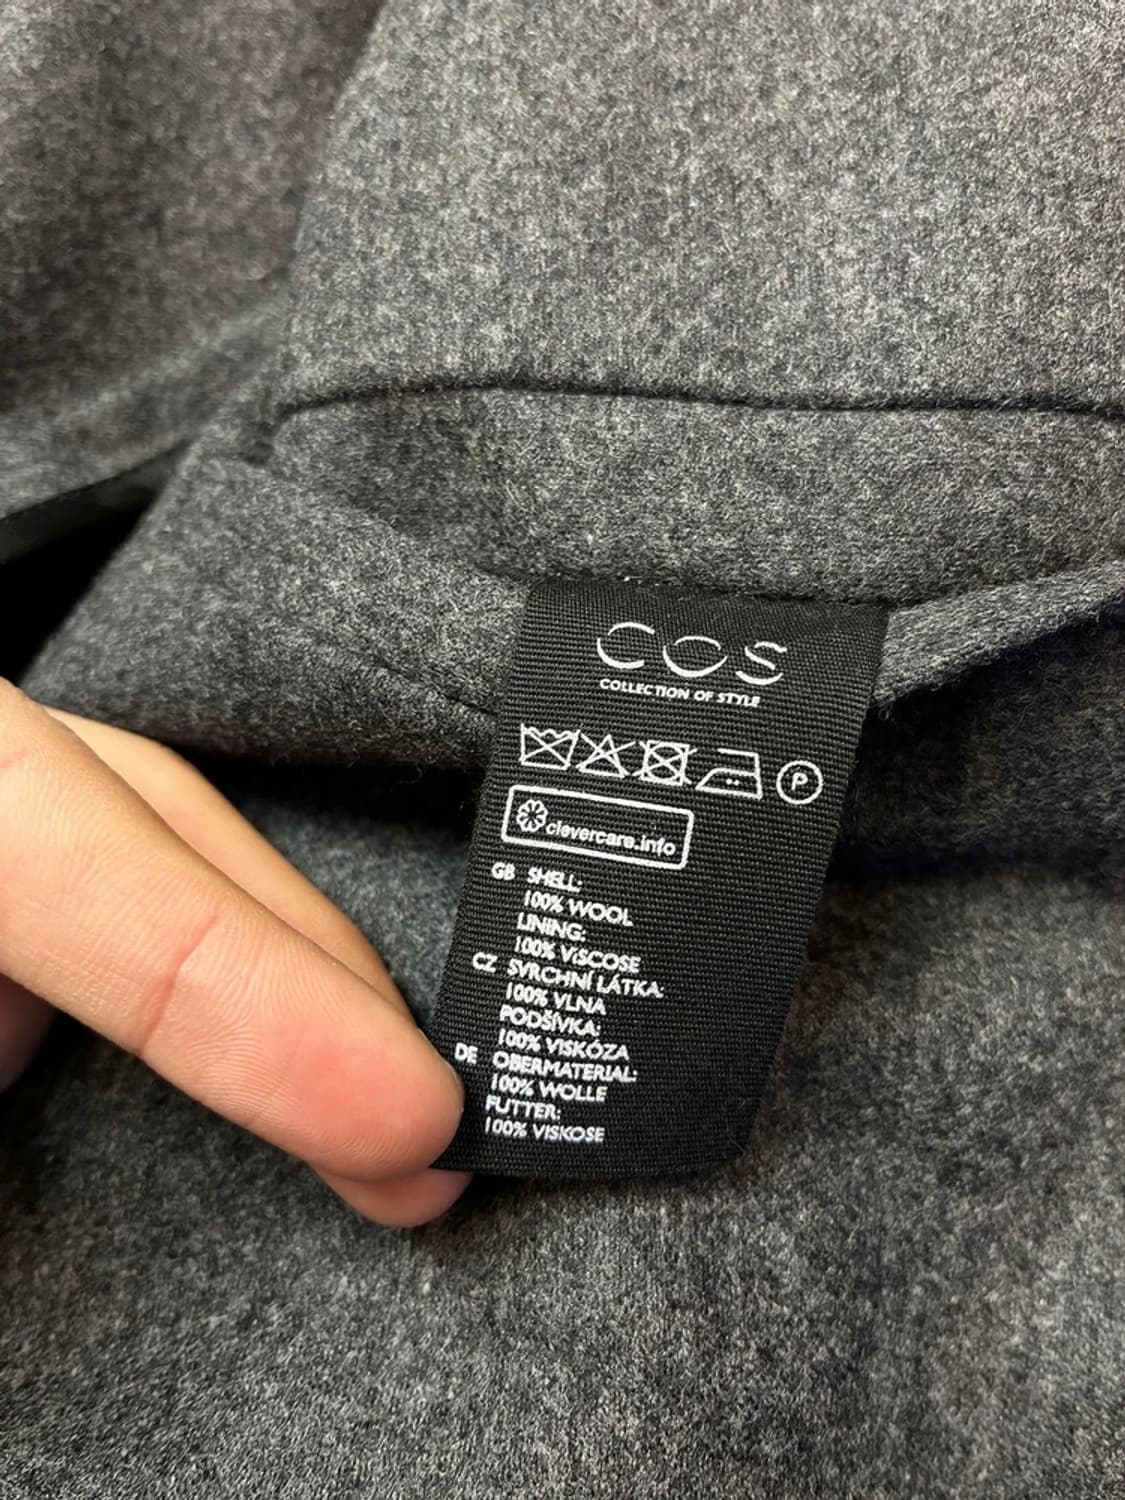 COS
COLLECTION OF STYLE
P
clevercare.info
GB SHELL:
100% WOOL
LINING:
100% VISCOSE
CZ SVRCHNÍ LÁTKA:
100% VLNA
PODŠÍVKA:
100% VISKÓZA
DE OBERMATERIAL:
100% WOLLE
FUTTER:
100% VISKOSE